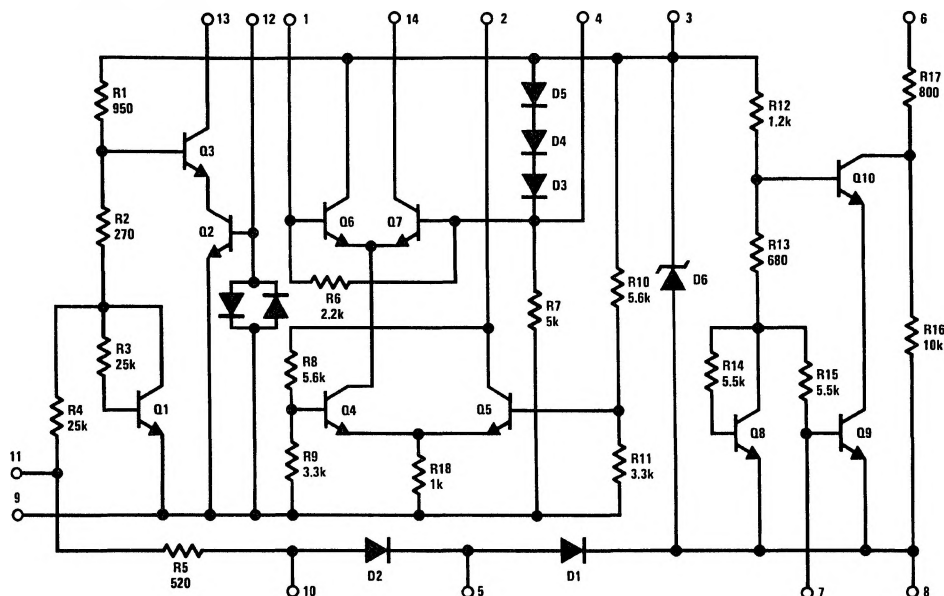 13
12
1
14
2
4
3
6
R1
950
D5
R12
1.2k
R17
800
D4
Q3
D3
Q10
R2
270
Q2
Q6
Q7
R13
680
R6
2.2k
R7
5k
R10
5.6k
D6
R16
10k
R3
25k
R8
5.6k
R14
5.5k
R15
5.5k
R4
25k
Q1
Q4
Q5
Q8
Q9
11
R9
3.3k
R18
1k
R11
3.3k
9
R5
520
D2
D1
10
5
7
8